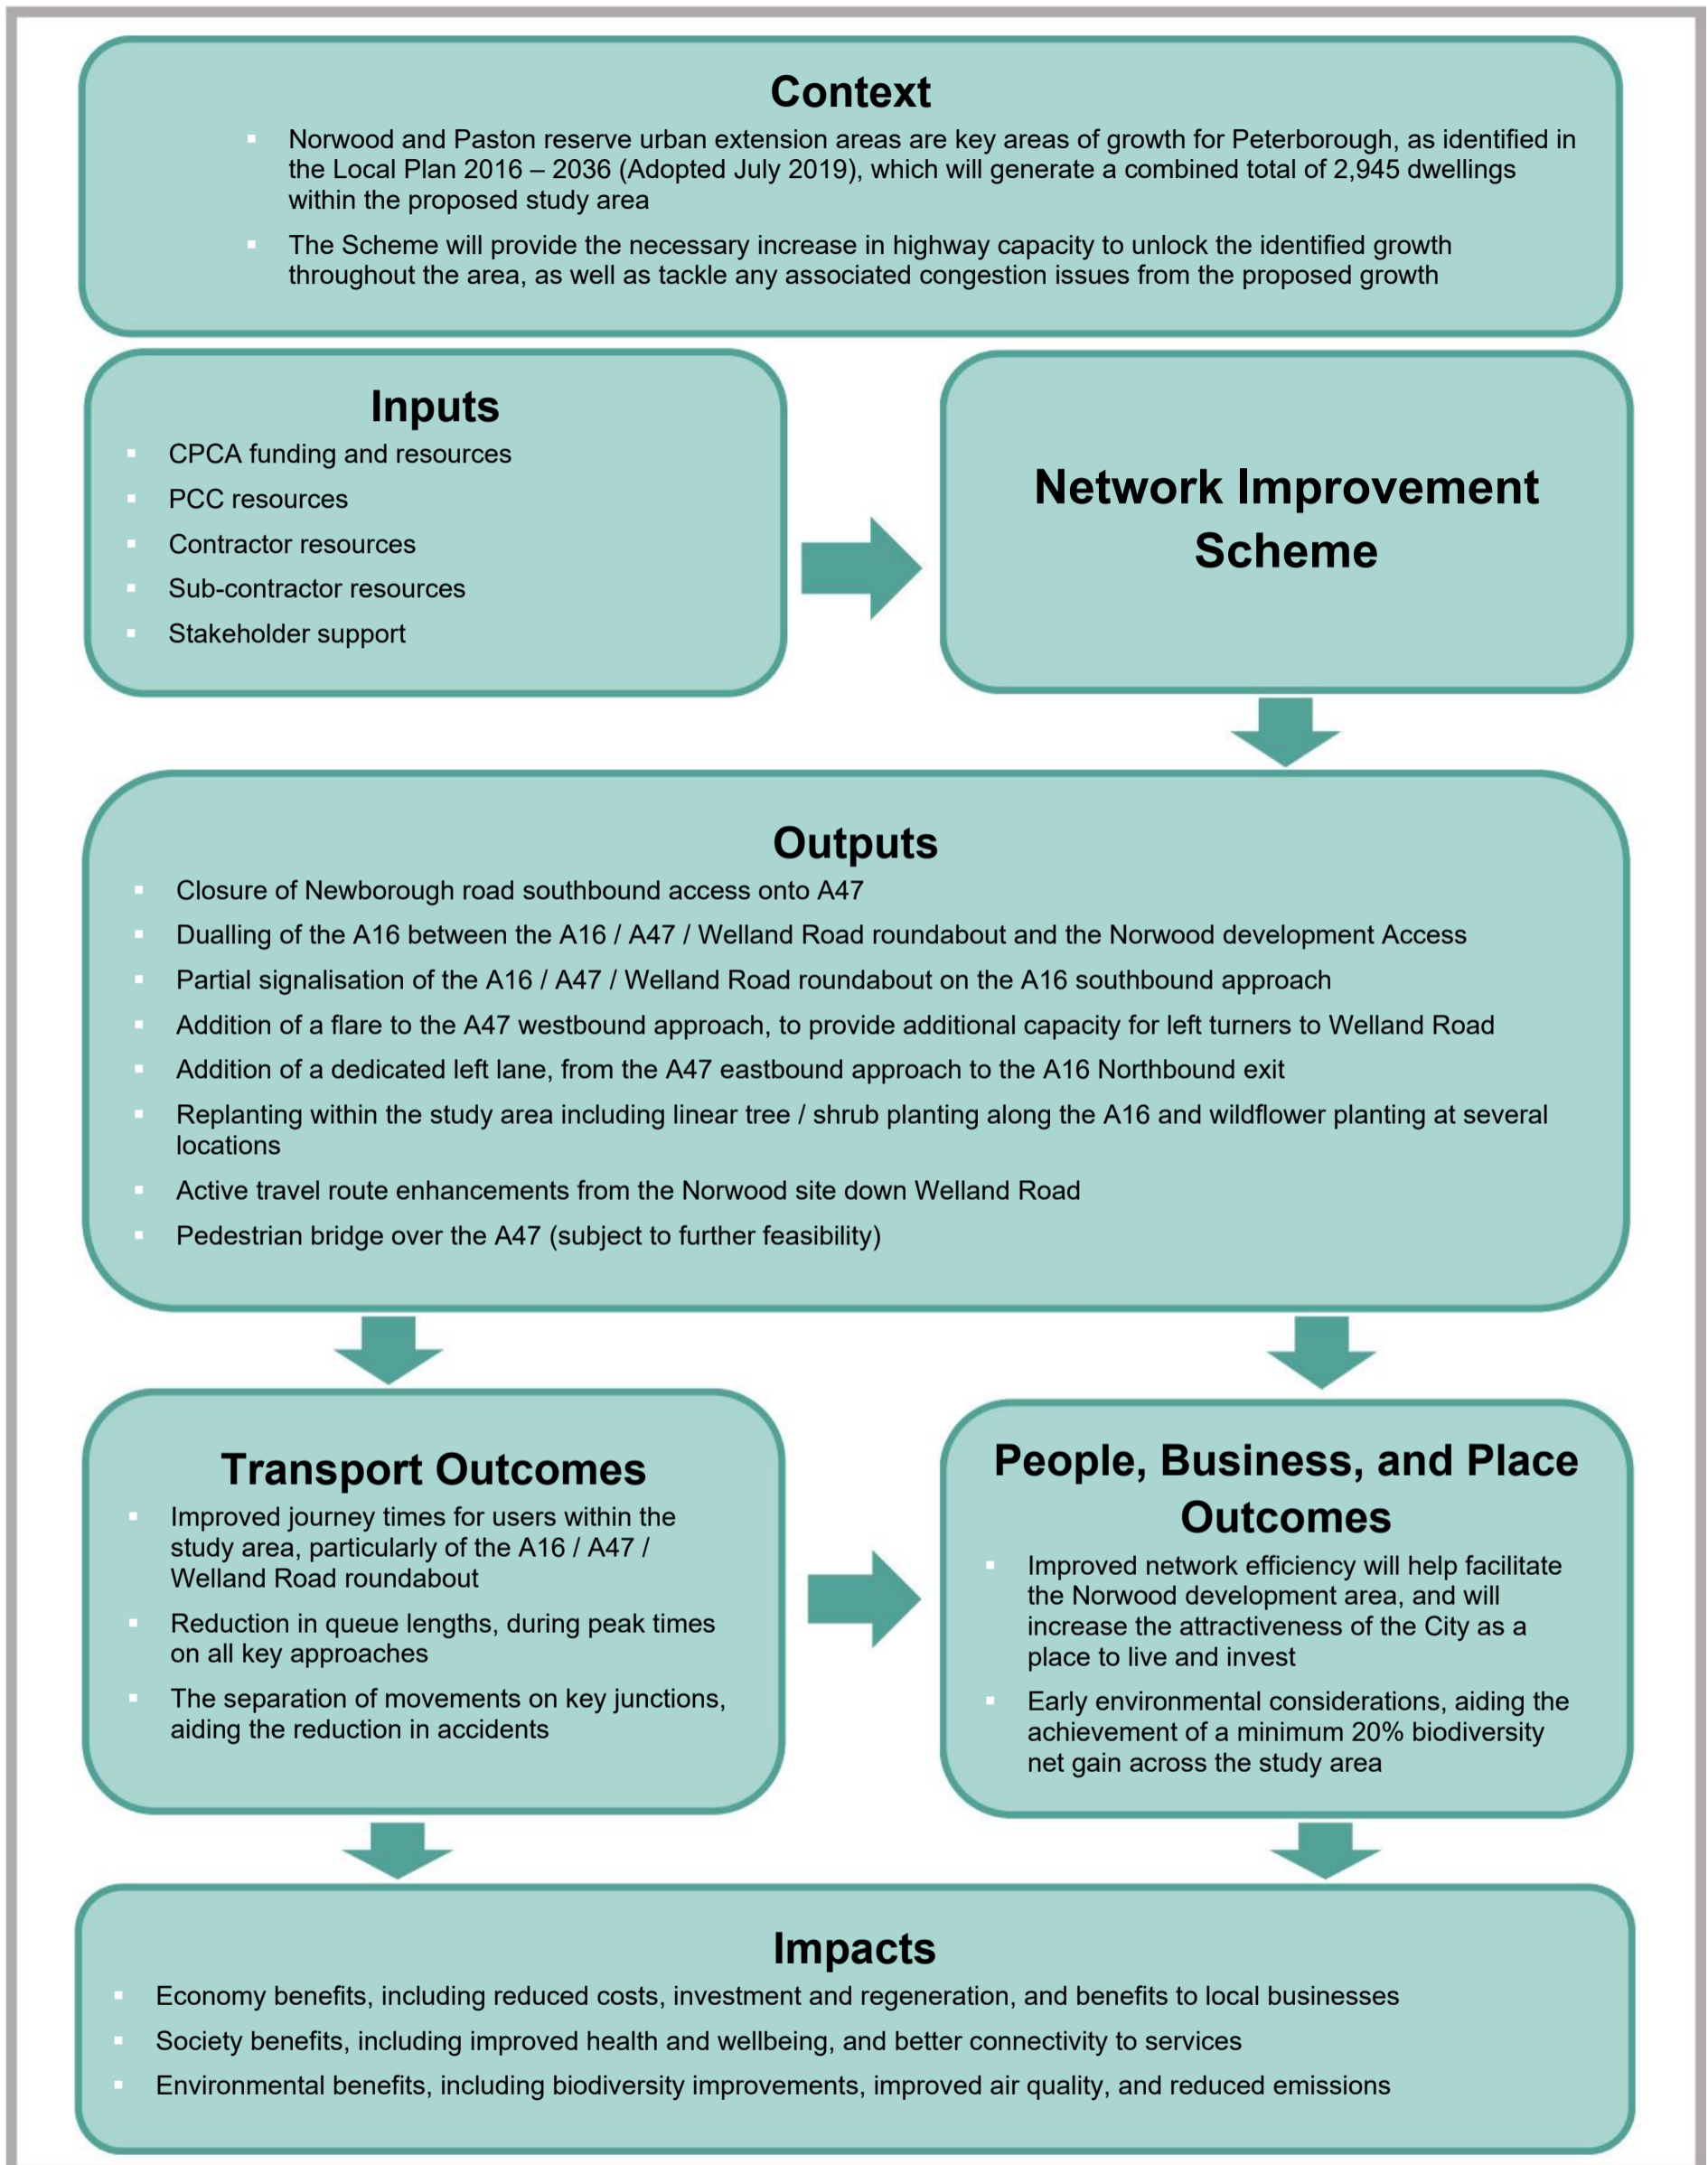 Context
Norwood and Paston reserve urban extension areas are key areas of growth for Peterborough, as identified in
the Local Plan 2016 – 2036 (Adopted July 2019), which will generate a combined total of 2,945 dwellings
within the proposed study area
The Scheme will provide the necessary increase in highway capacity to unlock the identified growth
throughout the area, as well as tackle any associated congestion issues from the proposed growth
Inputs
CPCA funding and resources
PCC resources
Contractor resources
Sub-contractor resources
Stakeholder support
Network Improvement
Scheme
Outputs
Closure of Newborough road southbound access onto A47
Dualling of the A16 between the A16 / A47 / Welland Road roundabout and the Norwood development Access
Partial signalisation of the A16 / A47 / Welland Road roundabout on the A16 southbound approach
Addition of a flare to the A47 westbound approach, to provide additional capacity for left turners to Welland Road
Addition of a dedicated left lane, from the A47 eastbound approach to the A16 Northbound exit
Replanting within the study area including linear tree / shrub planting along the A16 and wildflower planting at several
locations
Active travel route enhancements from the Norwood site down Welland Road
Pedestrian bridge over the A47 (subject to further feasibility)
Transport Outcomes
Improved journey times for users within the
study area, particularly of the A16 / A47 /
Welland Road roundabout
Reduction in queue lengths, during peak times
on all key approaches
The separation of movements on key junctions,
aiding the reduction in accidents
People, Business, and Place
Outcomes
Improved network efficiency will help facilitate
the Norwood development area, and will
increase the attractiveness of the City as a
place to live and invest
Early environmental considerations, aiding the
achievement of a minimum 20% biodiversity
net gain across the study area
Impacts
Economy benefits, including reduced costs, investment and regeneration, and benefits to local businesses
Society benefits, including improved health and wellbeing, and better connectivity to services
Environmental benefits, including biodiversity improvements, improved air quality, and reduced emissions